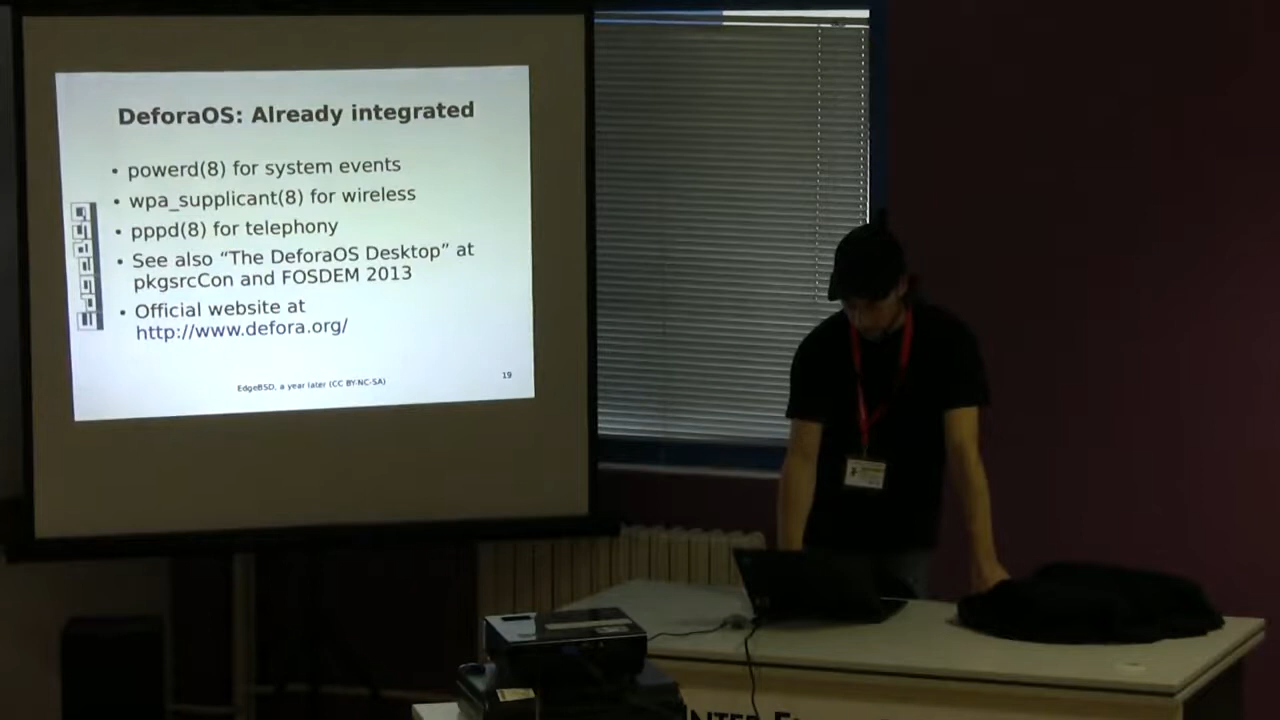 DeforaOS: Already integrated
• powerd(8) for system events
• wpa_supplicant(8) for wireless
• pppd(8) for telephony
• See also “The DeforaOS Desktop” at
pkgsrcCon and FOSDEM 2013
• Official website at
http://www.defora.org/
EdgeBSD, a year later (CC BY-NC-SA)
19